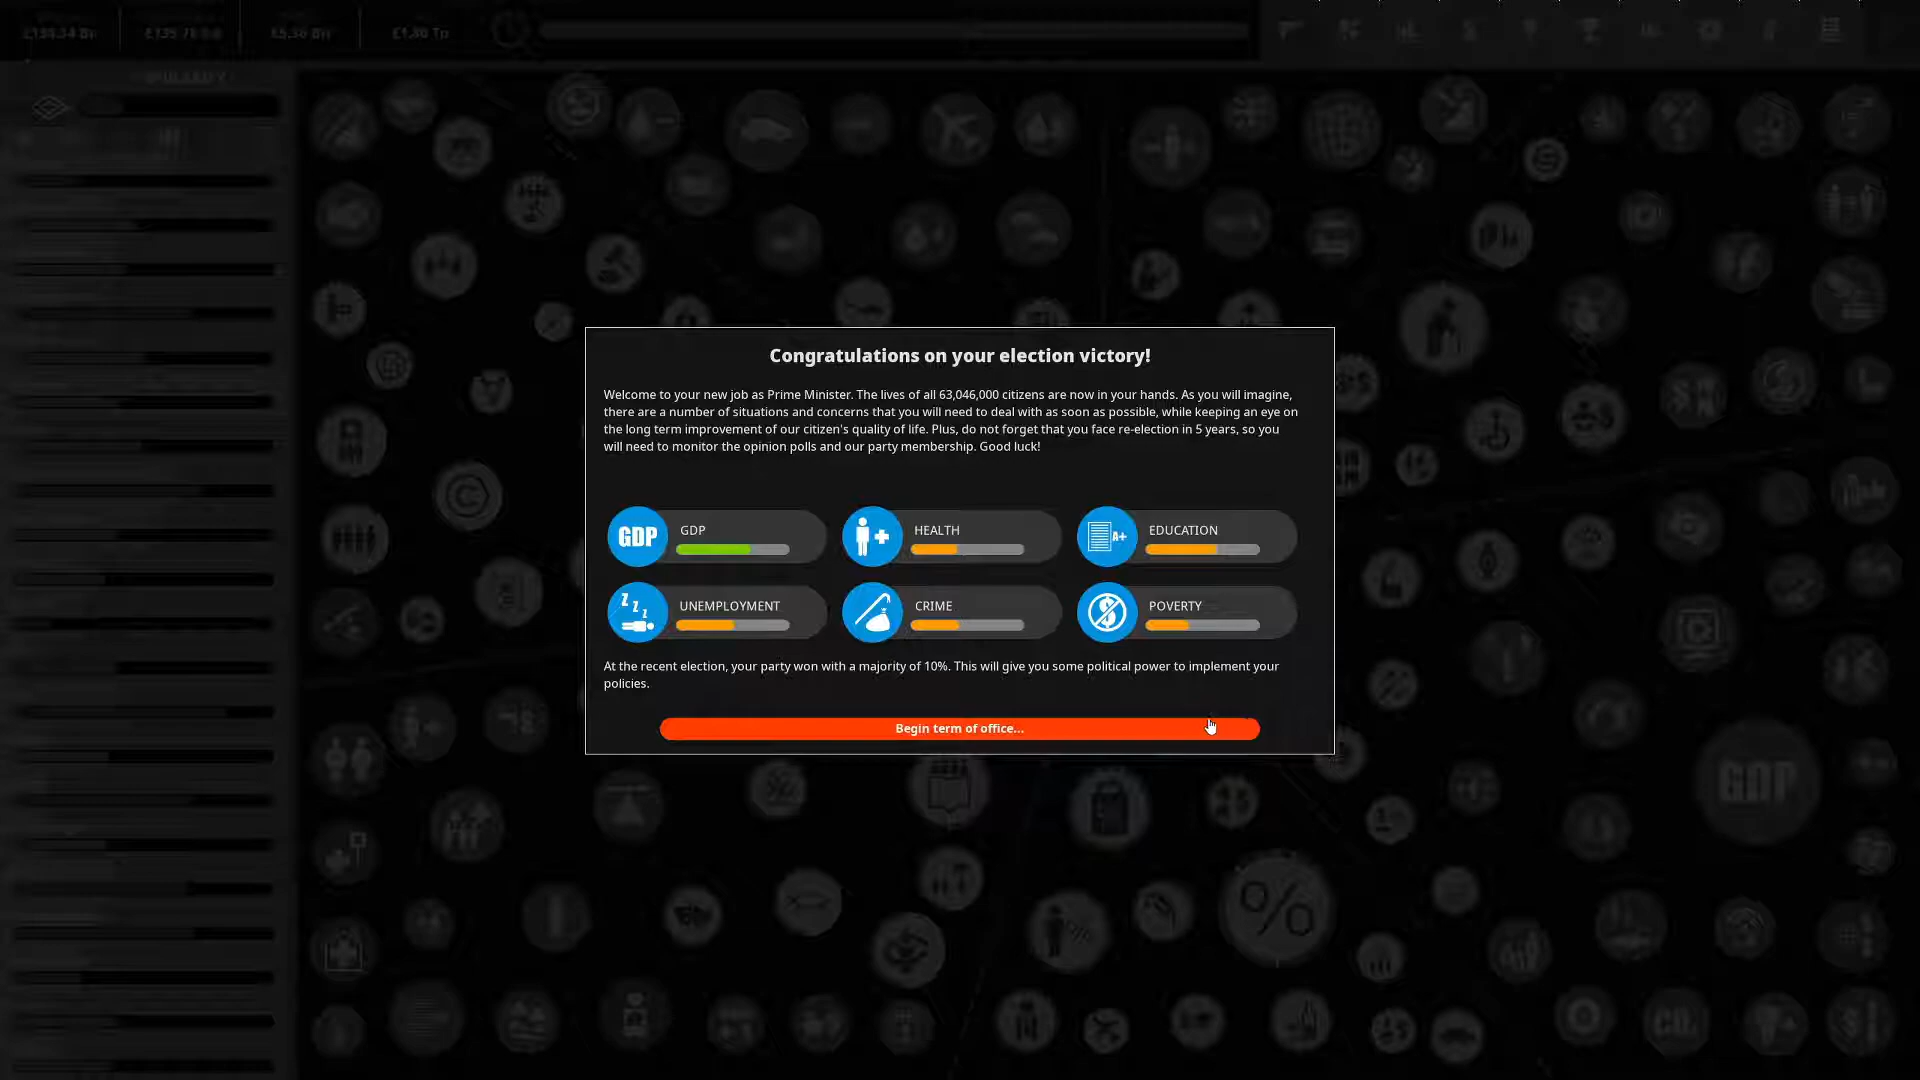 Congratulations on your election victory!
Welcome to your new job as Prime Minister. The lives of all 63,046,000 citizens are now in your hands. As you will imagine,
there are a number of situations and concerns that you will need to deal with as soon as possible, while keeping an eye on
the long term improvement of our citizen's quality of life. Plus, do not forget that you face re-election in 5 years, so you
will need to monitor the opinion polls and our party membership. Good luck!
GDP GDP
HEALTH
A+ EDUCATION
Z Z Z UNEMPLOYMENT
CRIME
$ POVERTY
At the recent election, your party won with a majority of 10%. This will give you some political power to implement your
policies.
Begin term of office...
GDP
%